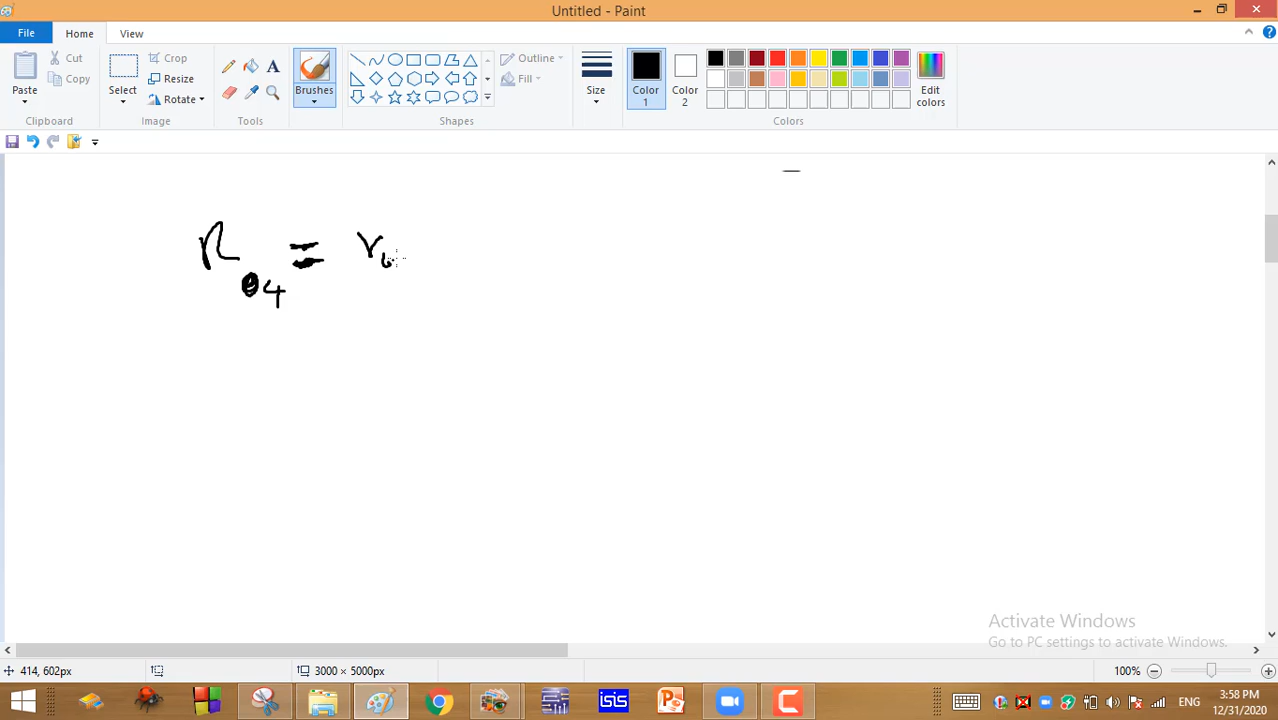 Untitled - Paint
File
Home
View
Cut
Copy
Paste
Clipboard
Select
Crop
Resize
Rotate
Image
A
Tools
Brushes
Shapes
Outline
Fill
Size
Color 1
Color 2
Edit colors
Colors
R 04 = r
Activate Windows
Go to PC settings to activate Windows.
414, 602px
3000 × 5000px
100%
isis
ENG
3:58 PM
12/31/2020